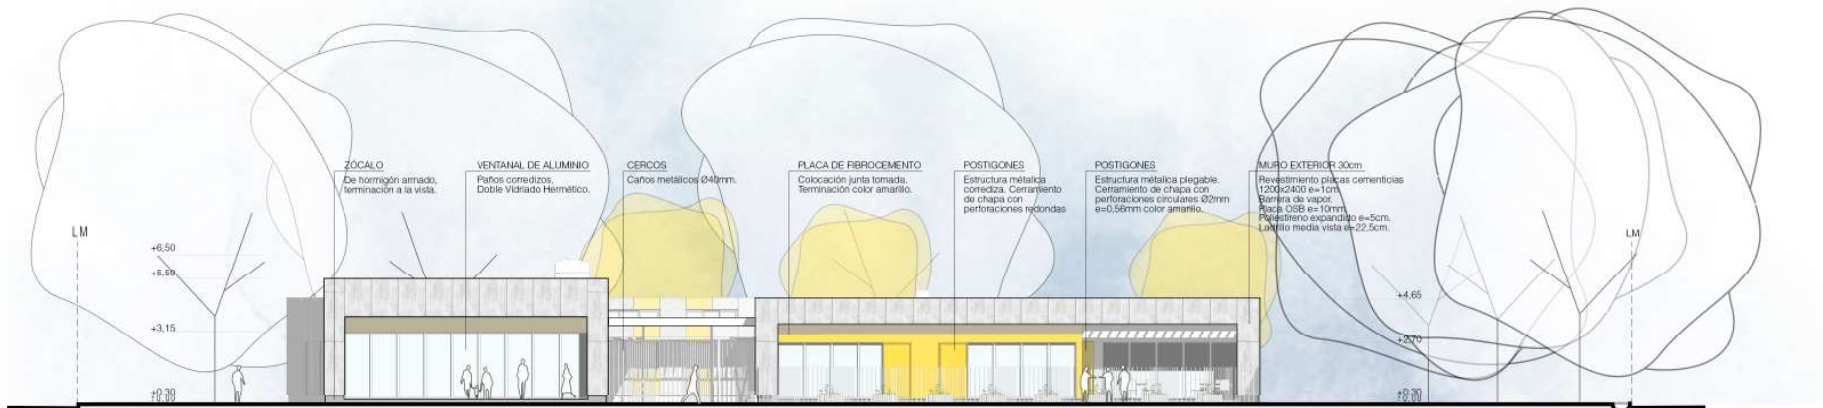 ZÓCALO
De hormigón armado,
terminación a la vista.
VENTANAL DE ALUMINIO
Paños corredizos.
Doble Vidriado Hermético.
CERCOS
Caños metálicos Ø40mm.
PLACA DE FIBROCEMENTO
Colocación junta tomada.
Terminación color amarillo.
POSTIGONES
Estructura métalica
corrediza. Cerramiento
de chapa con
perforaciones redondas
POSTIGONES
Estructura métalica plegable.
Cerramiento de chapa con
perforaciones circulares Ø2mm
e=0,56mm color amarillo.
MURO EXTERIOR 30cm
Revestimiento placas cementicias
1200x2400 e=1cm
Barrera de vapor.
Placa OSB e=10mm
Poliestireno expandido e=5cm.
Ladrillo media vista e=22,5cm.
LM
LM
+6,50
+3,15
+0,30
+4,65
+2,70
+0,30